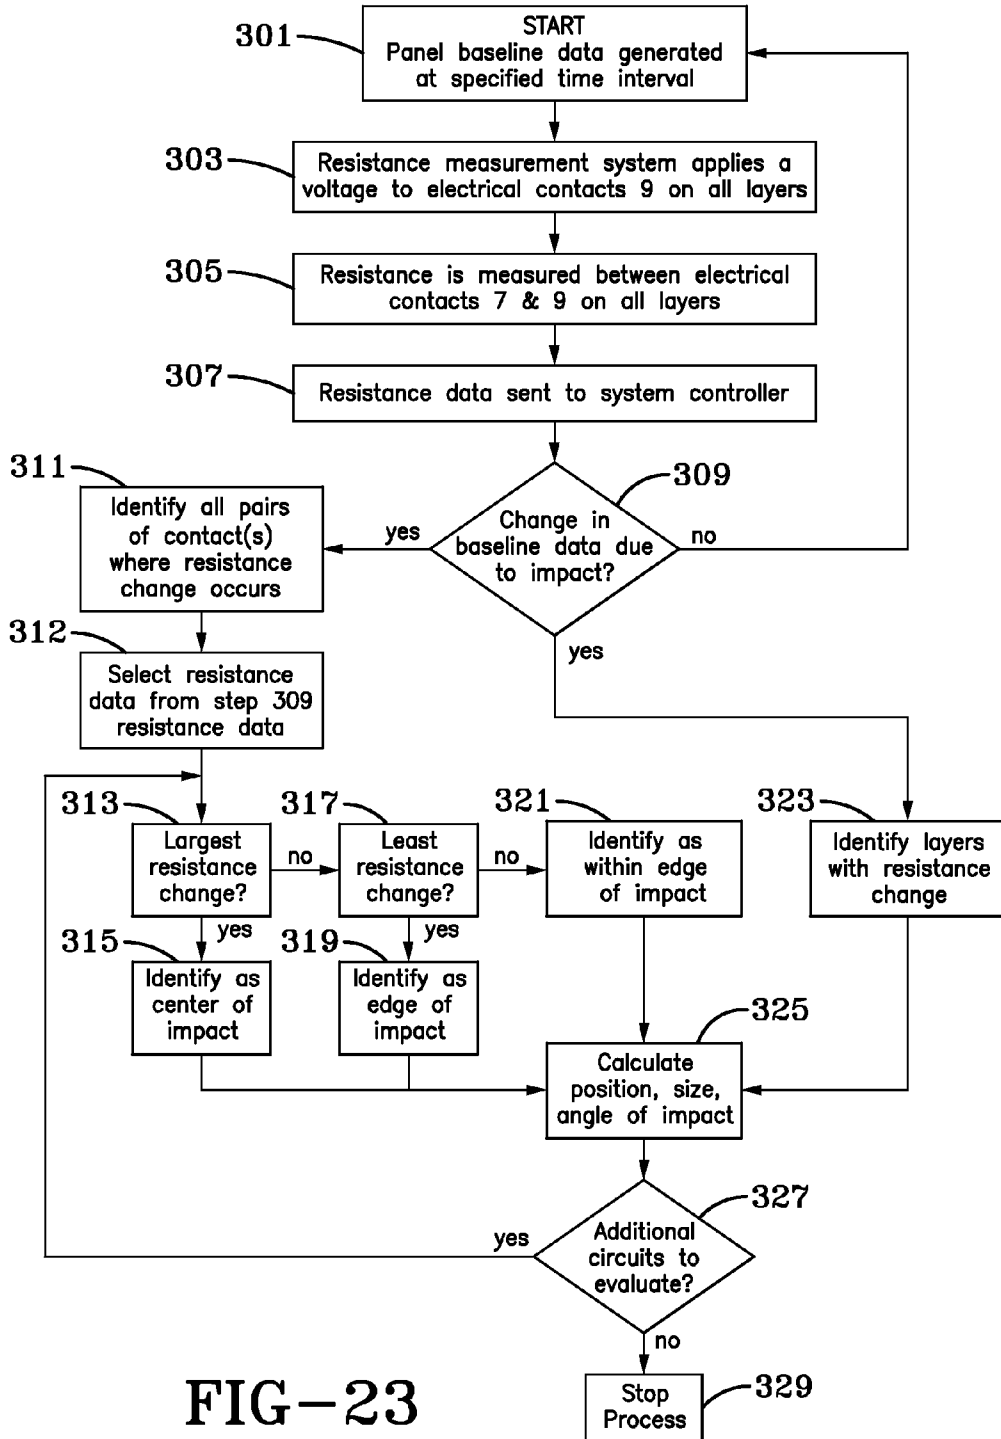 301
START
Panel baseline data generated
at specified time interval
303
Resistance measurement system applies a
voltage to electrical contacts 9 on all layers
305
Resistance is measured between electrical
contacts 7 & 9 on all layers
307
Resistance data sent to system controller
309
Change in
baseline data due
to impact?
yes
no
yes
311
Identify all pairs
of contact(s)
where resistance
change occurs
312
Select resistance
data from step 309
resistance data
313
Largest
resistance
change?
no
yes
317
Least
resistance
change?
no
yes
321
Identify as
within edge
of impact
323
Identify layers
with resistance
change
315
Identify as
center of
impact
319
Identify as
edge of
impact
325
Calculate
position, size,
angle of impact
327
Additional
circuits to
evaluate?
yes
no
329
Stop
Process
FIG-23